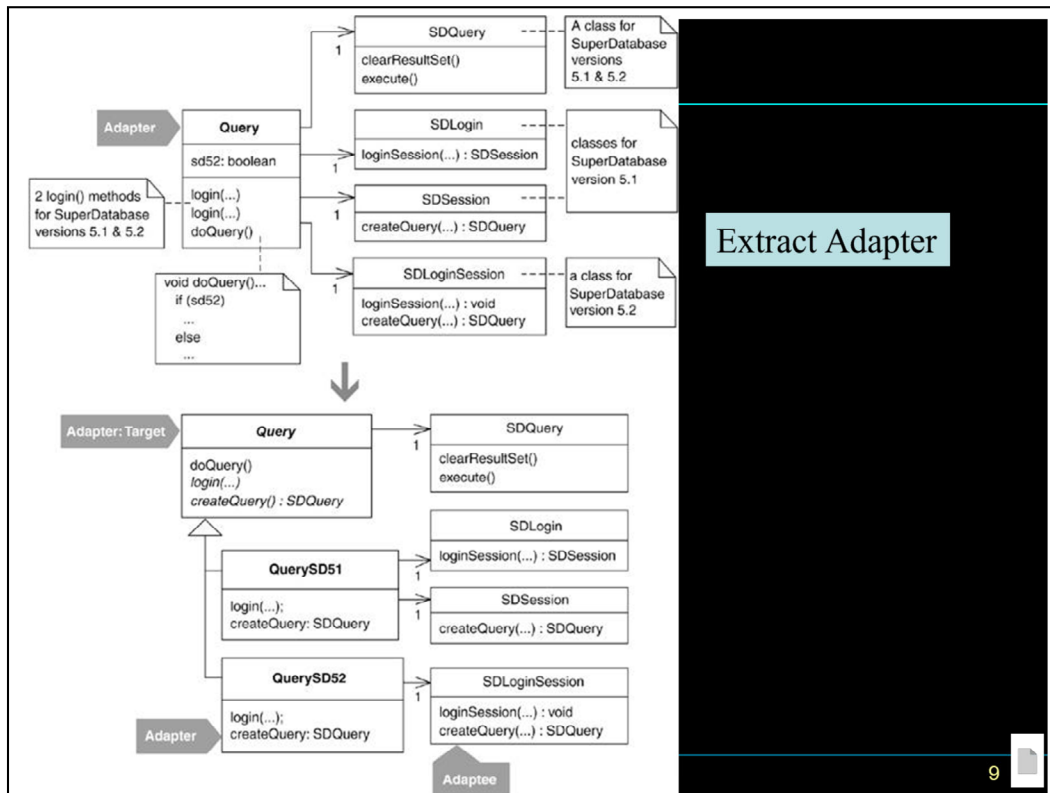 SDQuery
clearResultSet()
execute()
1
A class for
SuperDatabase
versions
5.1 & 5.2
Adapter
Query
sd52: boolean
login(...)
login(...)
doQuery()
SDLogin
loginSession(...) : SDSession
1
classes for
SuperDatabase
version 5.1
2 login() methods
for SuperDatabase
versions 5.1 & 5.2
SDSession
createQuery(...) : SDQuery
1
Extract Adapter
void doQuery()...
if (sd52)
...
else
...
SDLoginSession
loginSession(...) : void
createQuery(...) : SDQuery
1
a class for
SuperDatabase
version 5.2
Adapter: Target
Query
doQuery()
login(...)
createQuery() : SDQuery
SDQuery
clearResultSet()
execute()
1
QuerySD51
login(...);
createQuery: SDQuery
SDLogin
loginSession(...) : SDSession
1
SDSession
createQuery(...) : SDQuery
1
QuerySD52
login(...);
createQuery: SDQuery
SDLoginSession
loginSession(...) : void
createQuery(...) : SDQuery
1
Adapter
Adaptee
9